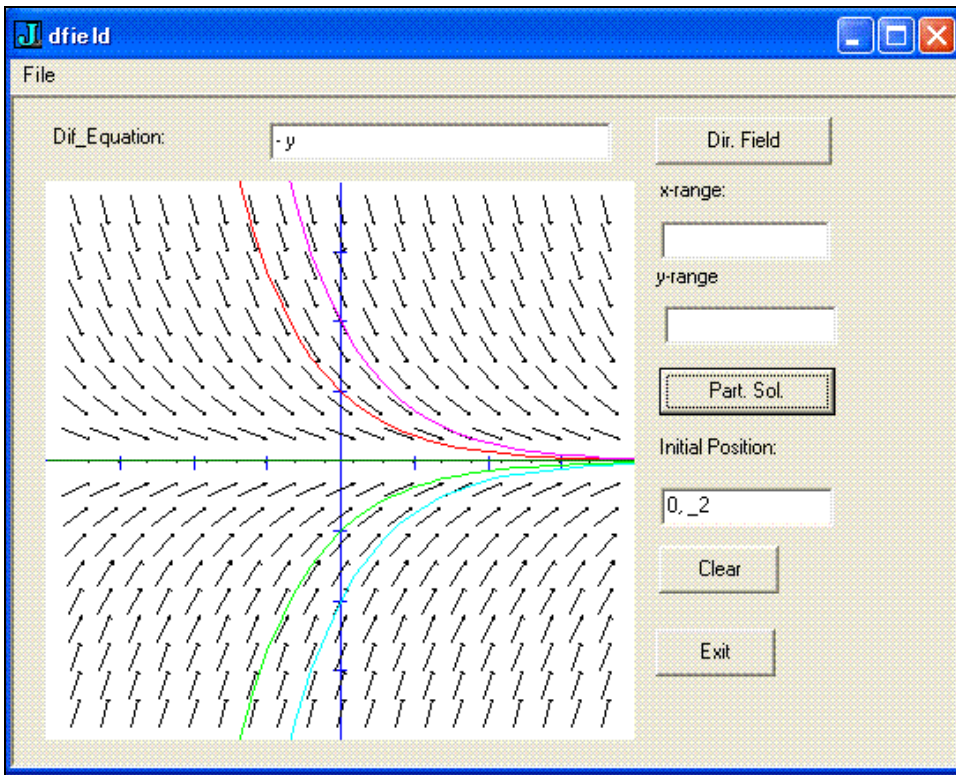 dfield
File
Dif_Equation:
- y
Dir. Field
x-range:
y-range
Part. Sol.
Initial Position:
0, _2
Clear
Exit